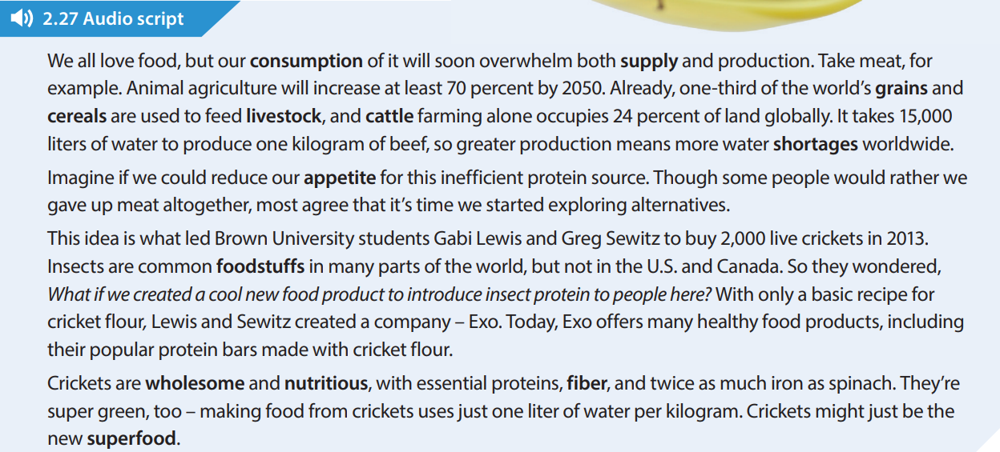 2.27 Audio script
We all love food, but our consumption of it will soon overwhelm both supply and production. Take meat, for
example. Animal agriculture will increase at least 70 percent by 2050. Already, one-third of the world's grains and
cereals are used to feed livestock, and cattle farming alone occupies 24 percent of land globally. It takes 15,000
liters of water to produce one kilogram of beef, so greater production means more water shortages worldwide.
Imagine if we could reduce our appetite for this inefficient protein source. Though some people would rather we
gave up meat altogether, most agree that it's time we started exploring alternatives.
This idea is what led Brown University students Gabi Lewis and Greg Sewitz to buy 2,000 live crickets in 2013.
Insects are common foodstuffs in many parts of the world, but not in the U.S. and Canada. So they wondered,
What if we created a cool new food product to introduce insect protein to people here? With only a basic recipe for
cricket flour, Lewis and Sewitz created a company – Exo. Today, Exo offers many healthy food products, including
their popular protein bars made with cricket flour.
Crickets are wholesome and nutritious, with essential proteins, fiber, and twice as much iron as spinach. They're
super green, too – making food from crickets uses just one liter of water per kilogram. Crickets might just be the
new superfood.